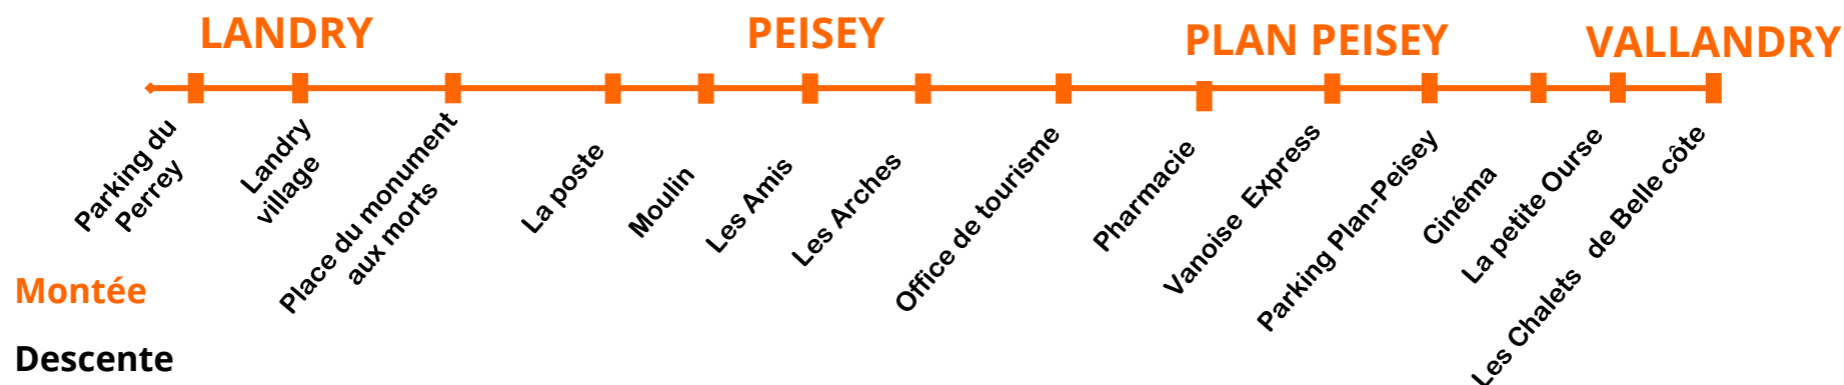 LANDRY
PEISEY
PLAN PEISEY
VALLANDRY
Parking du
Perrey
Landry
village
Place du monument
aux morts
La poste
Moulin
Les Amis
Les Arches
Office de tourisme
Pharmacie
Vanoise Express
Parking Plan-Peisey
Cinéma
La petite Ourse
Les Chalets de Belle côte
Montée
Descente